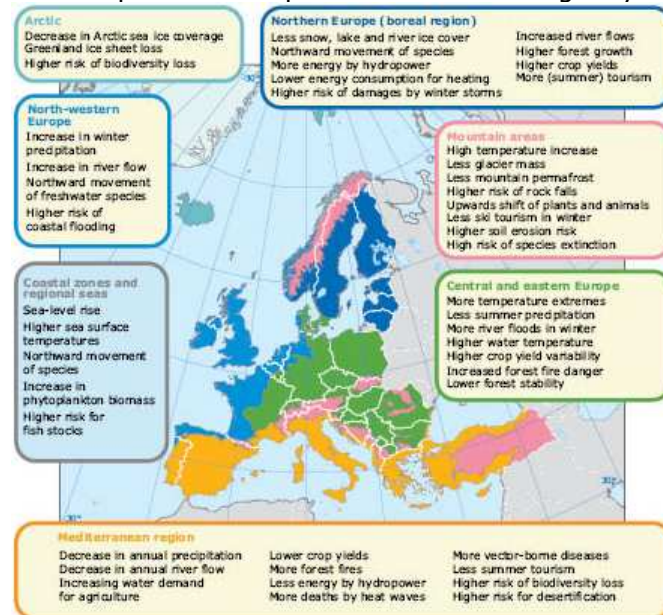 Arctic
Decrease in Arctic sea ice coverage
Greenland ice sheet loss
Higher risk of biodiversity loss
Northern Europe (boreal region)
Less snow, lake and river ice cover
Northward movement of species
More energy by hydropower
Lower energy consumption for heating
Higher risk of damages by winter storms
Increased river flows
Higher forest growth
Higher crop yields
More (summer) tourism
North-western
Europe
Increase in winter
precipitation
Increase in river flow
Northward movement
of freshwater species
Higher risk of
coastal flooding
Mountain areas
High temperature increase
Less glacier mass
Less mountain permafrost
Higher risk of rock falls
Upwards shift of plants and animals
Less ski tourism in winter
Higher soil erosion risk
High risk of species extinction
Coastal zones and
regional seas
Sea-level rise
Higher sea surface
temperatures
Northward movement
of species
Increase in
phytoplankton biomass
Higher risk for
fish stocks
Central and eastern Europe
More temperature extremes
Less summer precipitation
More river floods in winter
Higher water temperature
Higher crop yield variability
Increased forest fire danger
Lower forest stability
Mediterranean region
Decrease in annual precipitation
Decrease in annual river flow
Increasing water demand
for agriculture
Lower crop yields
More forest fires
Less energy by hydropower
More deaths by heat waves
More vector-borne diseases
Less summer tourism
Higher risk of biodiversity loss
Higher risk for desertification